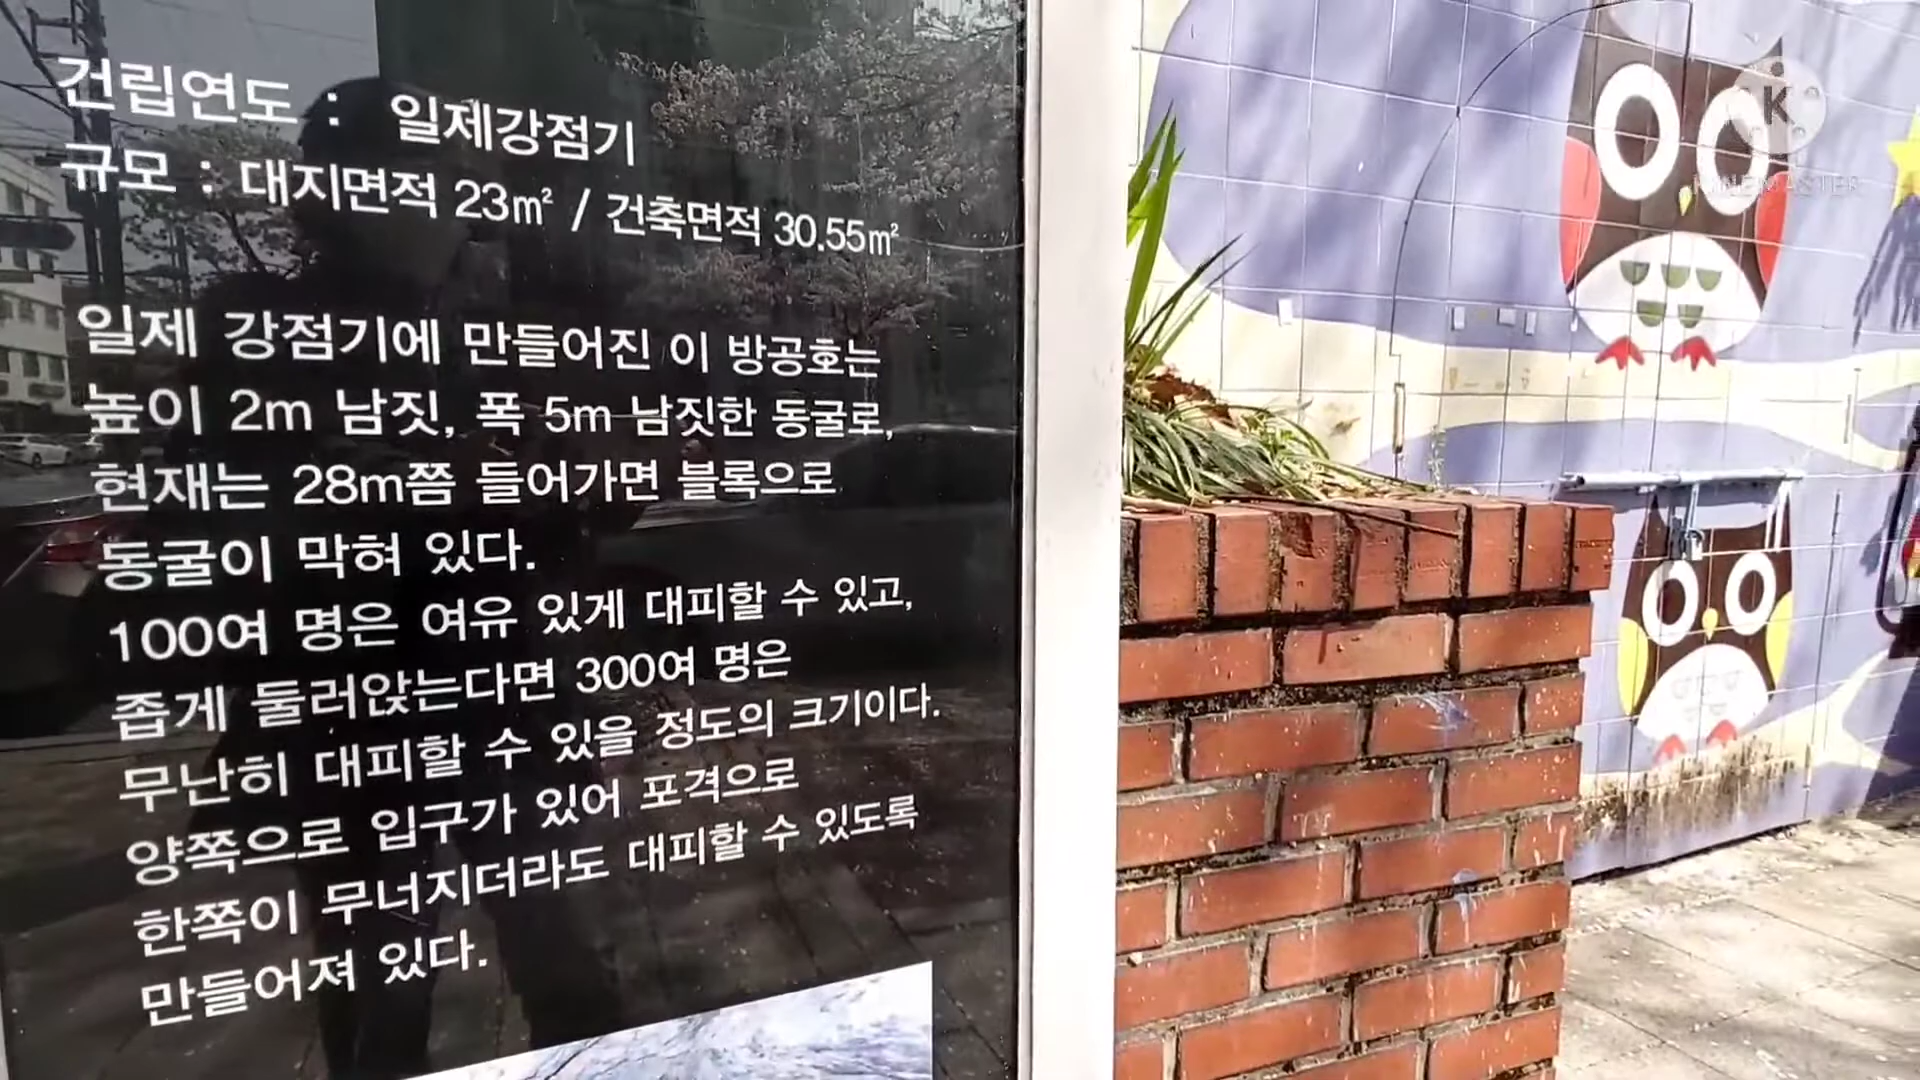 건립연도 : 일제강점기
규모 : 대지면적 23㎡ / 건축면적 30.55㎡
일제 강점기에 만들어진 이 방공호는
높이 2m 남짓, 폭 5m 남짓한 동굴로,
현재는 28m쯤 들어가면 블록으로
동굴이 막혀 있다.
100여 명은 여유 있게 대피할 수 있고,
좁게 둘러앉는다면 300여 명은
무난히 대피할 수 있을 정도의 크기이다.
양쪽으로 입구가 있어 포격으로
한쪽이 무너지더라도 대피할 수 있도록
만들어져 있다.
K
KINEMASTER